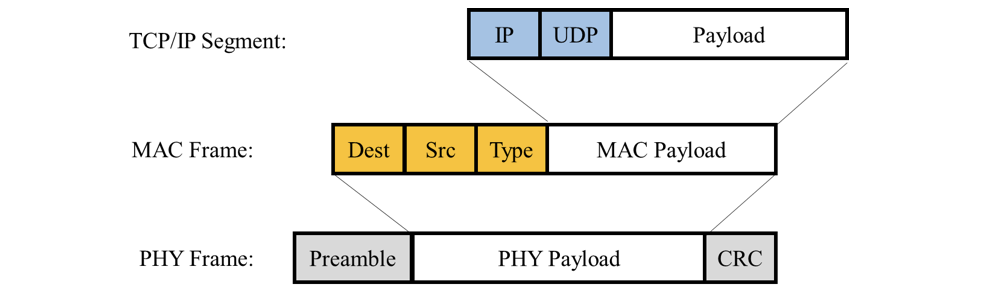 TCP/IP Segment: IP UDP Payload
MAC Frame: Dest Src Type MAC Payload
PHY Frame: Preamble PHY Payload CRC